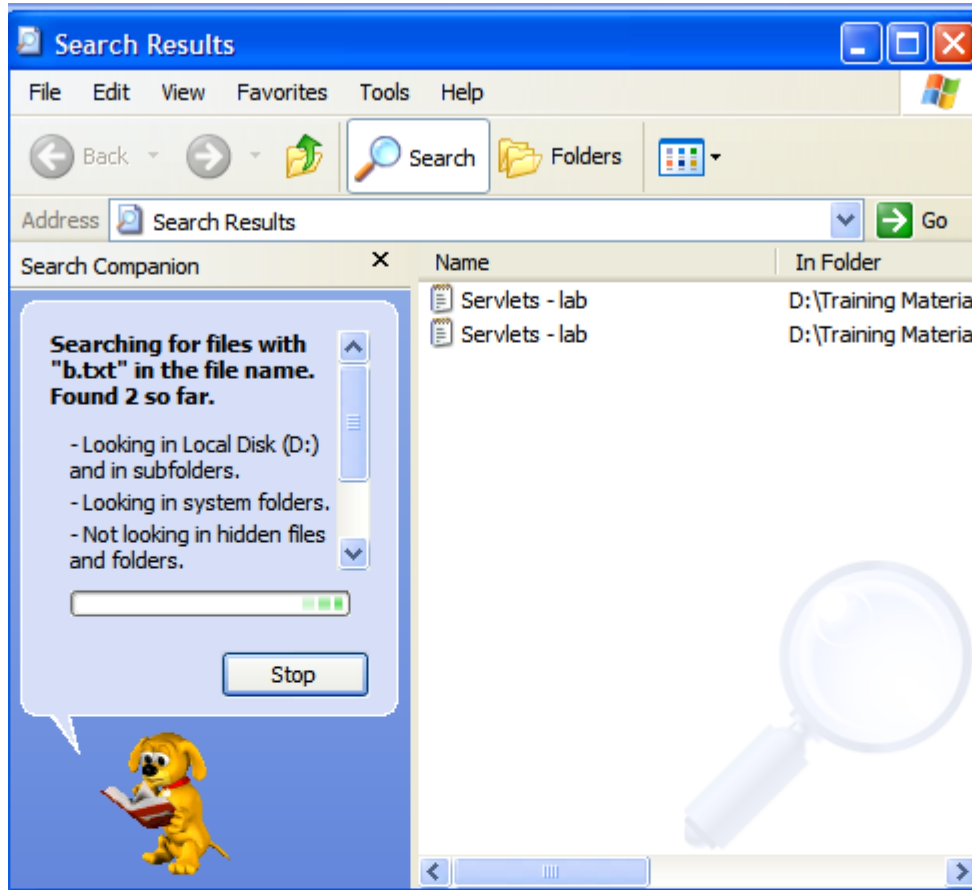 Search Results
File Edit View Favorites Tools Help
Back Search Folders
Address Search Results Go
Search Companion
Searching for files with
"b.txt" in the file name.
Found 2 so far.
- Looking in Local Disk (D:)
and in subfolders.
- Looking in system folders.
- Not looking in hidden files
and folders.
Stop
Name In Folder
Servlets - lab D:\Training Materia
Servlets - lab D:\Training Materia